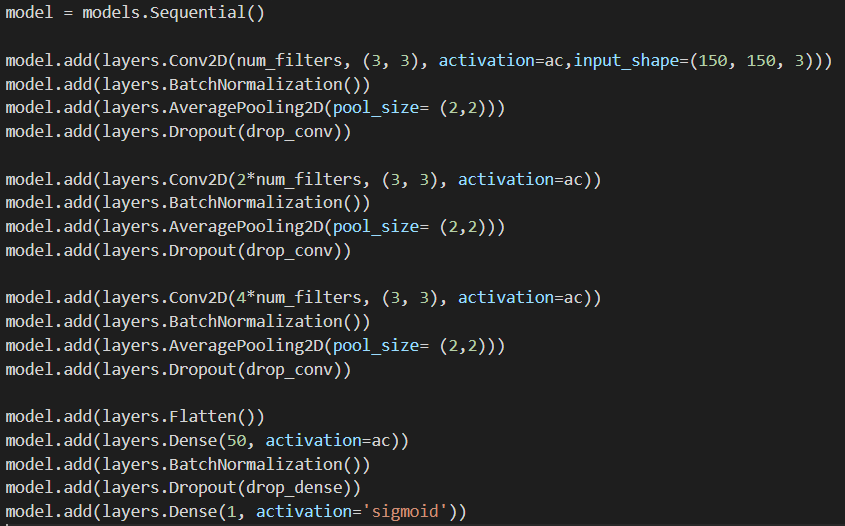 model = models.Sequential()
model.add(layers.Conv2D(num_filters, (3, 3), activation=ac,input_shape=(150, 150, 3)))
model.add(layers.BatchNormalization())
model.add(layers.AveragePooling2D(pool_size= (2,2)))
model.add(layers.Dropout(drop_conv))
model.add(layers.Conv2D(2*num_filters, (3, 3), activation=ac))
model.add(layers.BatchNormalization())
model.add(layers.AveragePooling2D(pool_size= (2,2)))
model.add(layers.Dropout(drop_conv))
model.add(layers.Conv2D(4*num_filters, (3, 3), activation=ac))
model.add(layers.BatchNormalization())
model.add(layers.AveragePooling2D(pool_size= (2,2)))
model.add(layers.Dropout(drop_conv))
model.add(layers.Flatten())
model.add(layers.Dense(50, activation=ac))
model.add(layers.BatchNormalization())
model.add(layers.Dropout(drop_dense))
model.add(layers.Dense(1, activation='sigmoid'))